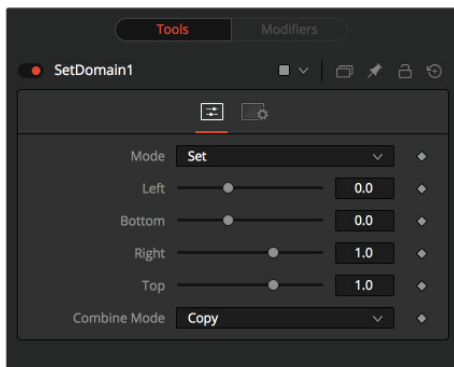 Tools Modifiers
SetDomain1
Mode Set
Left 0.0
Bottom 0.0
Right 1.0
Top 1.0
Combine Mode Copy